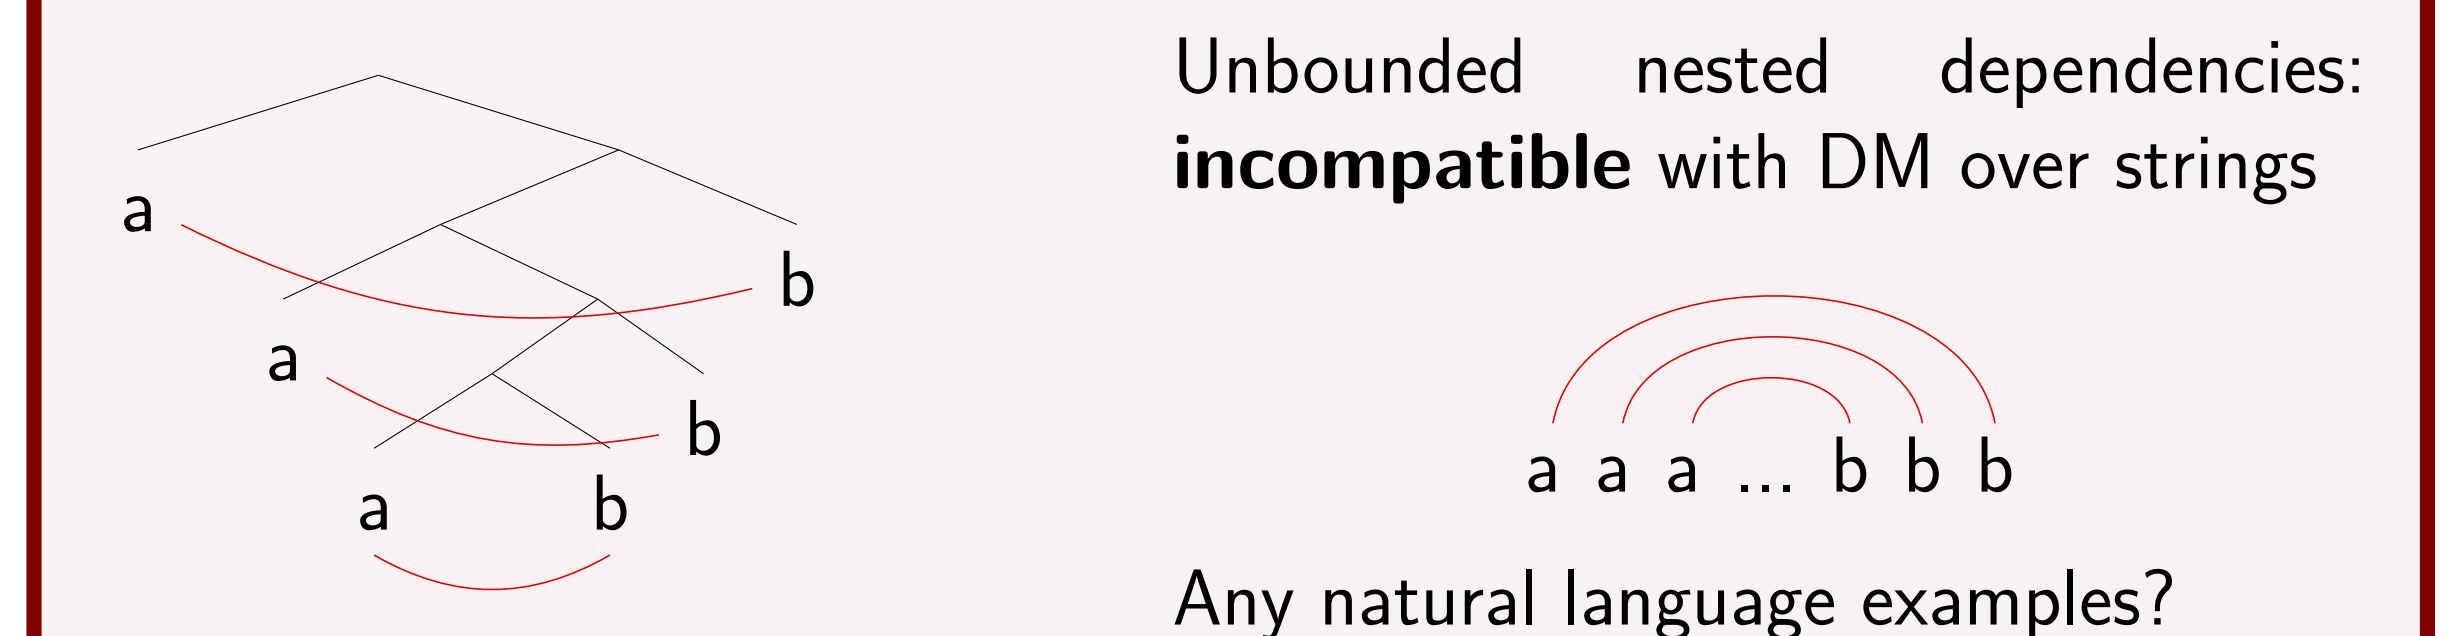 Unbounded nested dependencies:
incompatible with DM over strings
a
b
a
b
a b
a a a ... b b b
Any natural language examples?